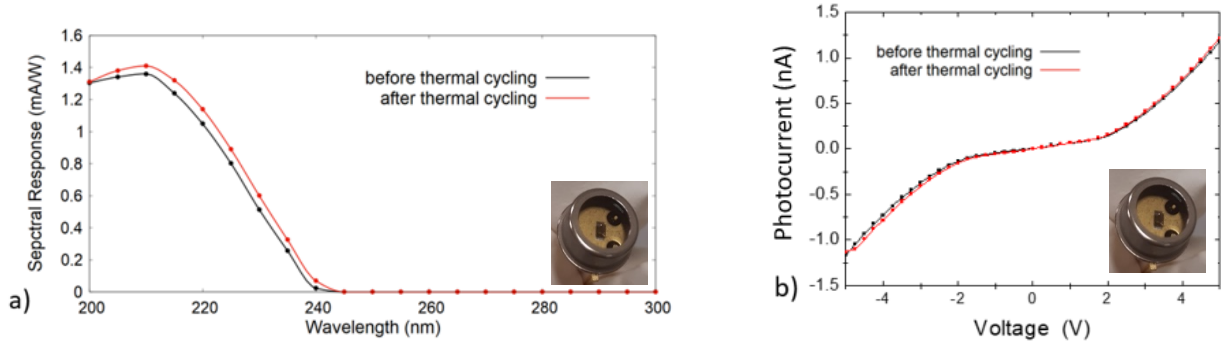 1.6
1.4
1.2
1
0.8
0.6
0.4
0.2
0
Sepctral Response (mA/W)
before thermal cycling
after thermal cycling
200 220 240 260 280 300
Wavelength (nm)
a)
1.5
1.0
0.5
0.0
-0.5
-1.0
-1.5
Photocurrent (nA)
before thermal cycling
after thermal cycling
-4 -2 0 2 4
Voltage (V)
b)